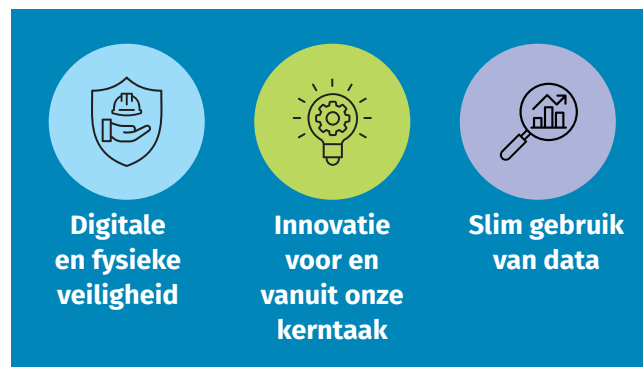 Digitale
en fysieke
veiligheid
Innovatie
voor en
vanuit onze
kerntaak
Slim gebruik
van data